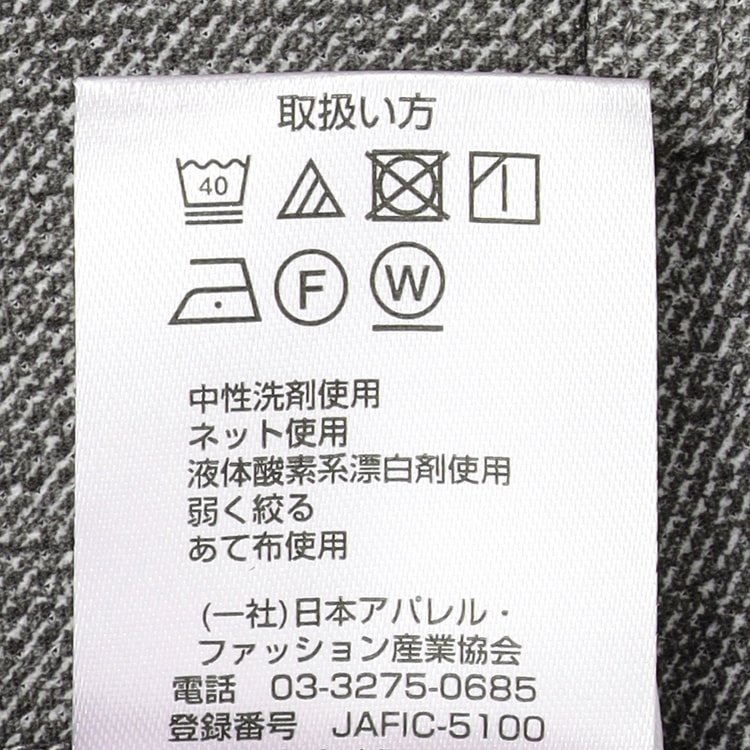 取扱い方
40
F W
中性洗剤使用
ネット使用
液体酸素系漂白剤使用
弱く絞る
あて布使用
(一社)日本アパレル・
ファッション産業協会
電話 03-3275-0685
登録番号 JAFIC-5100